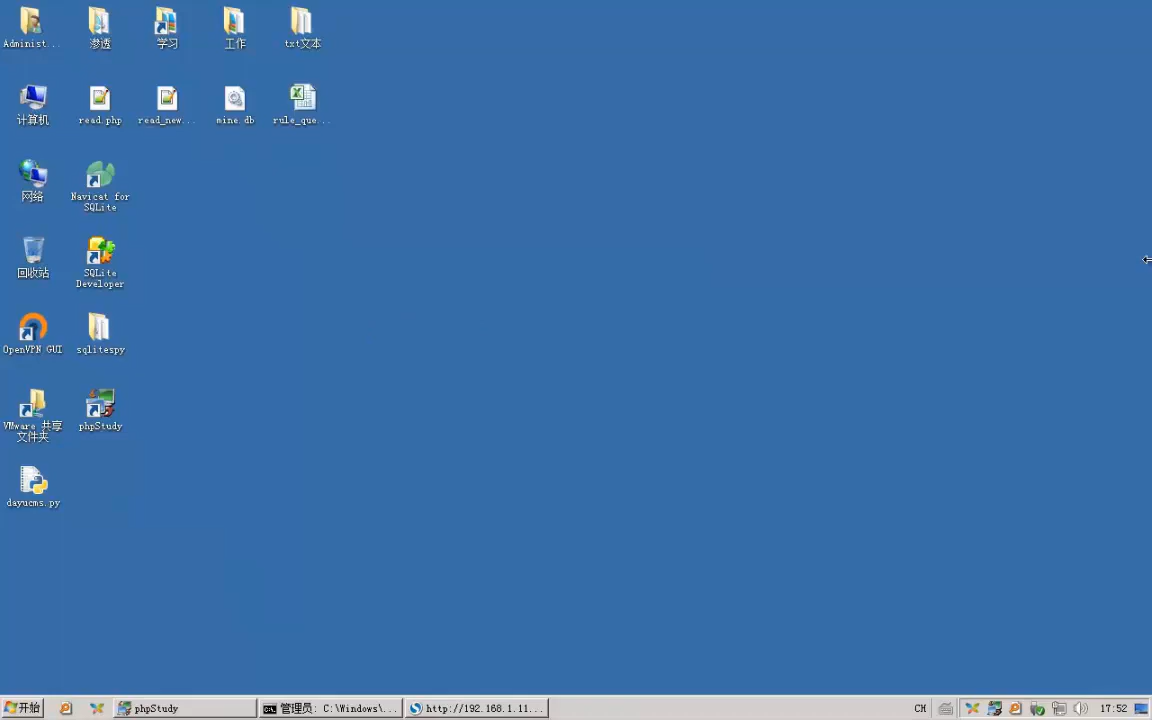 Administ...
渗透
学习
工作
txt文本
计算机
read.php
read_new...
mine.db
rule_que...
网络
Navicat for
SQLite
回收站
SQLite
Developer
OpenVPN GUI
sqlitespy
VMware 共享
文件夹
phpStudy
dayucms.py
开始
phpStudy
管理员: C:\Windows\...
http://192.168.1.11...
CH
17:52